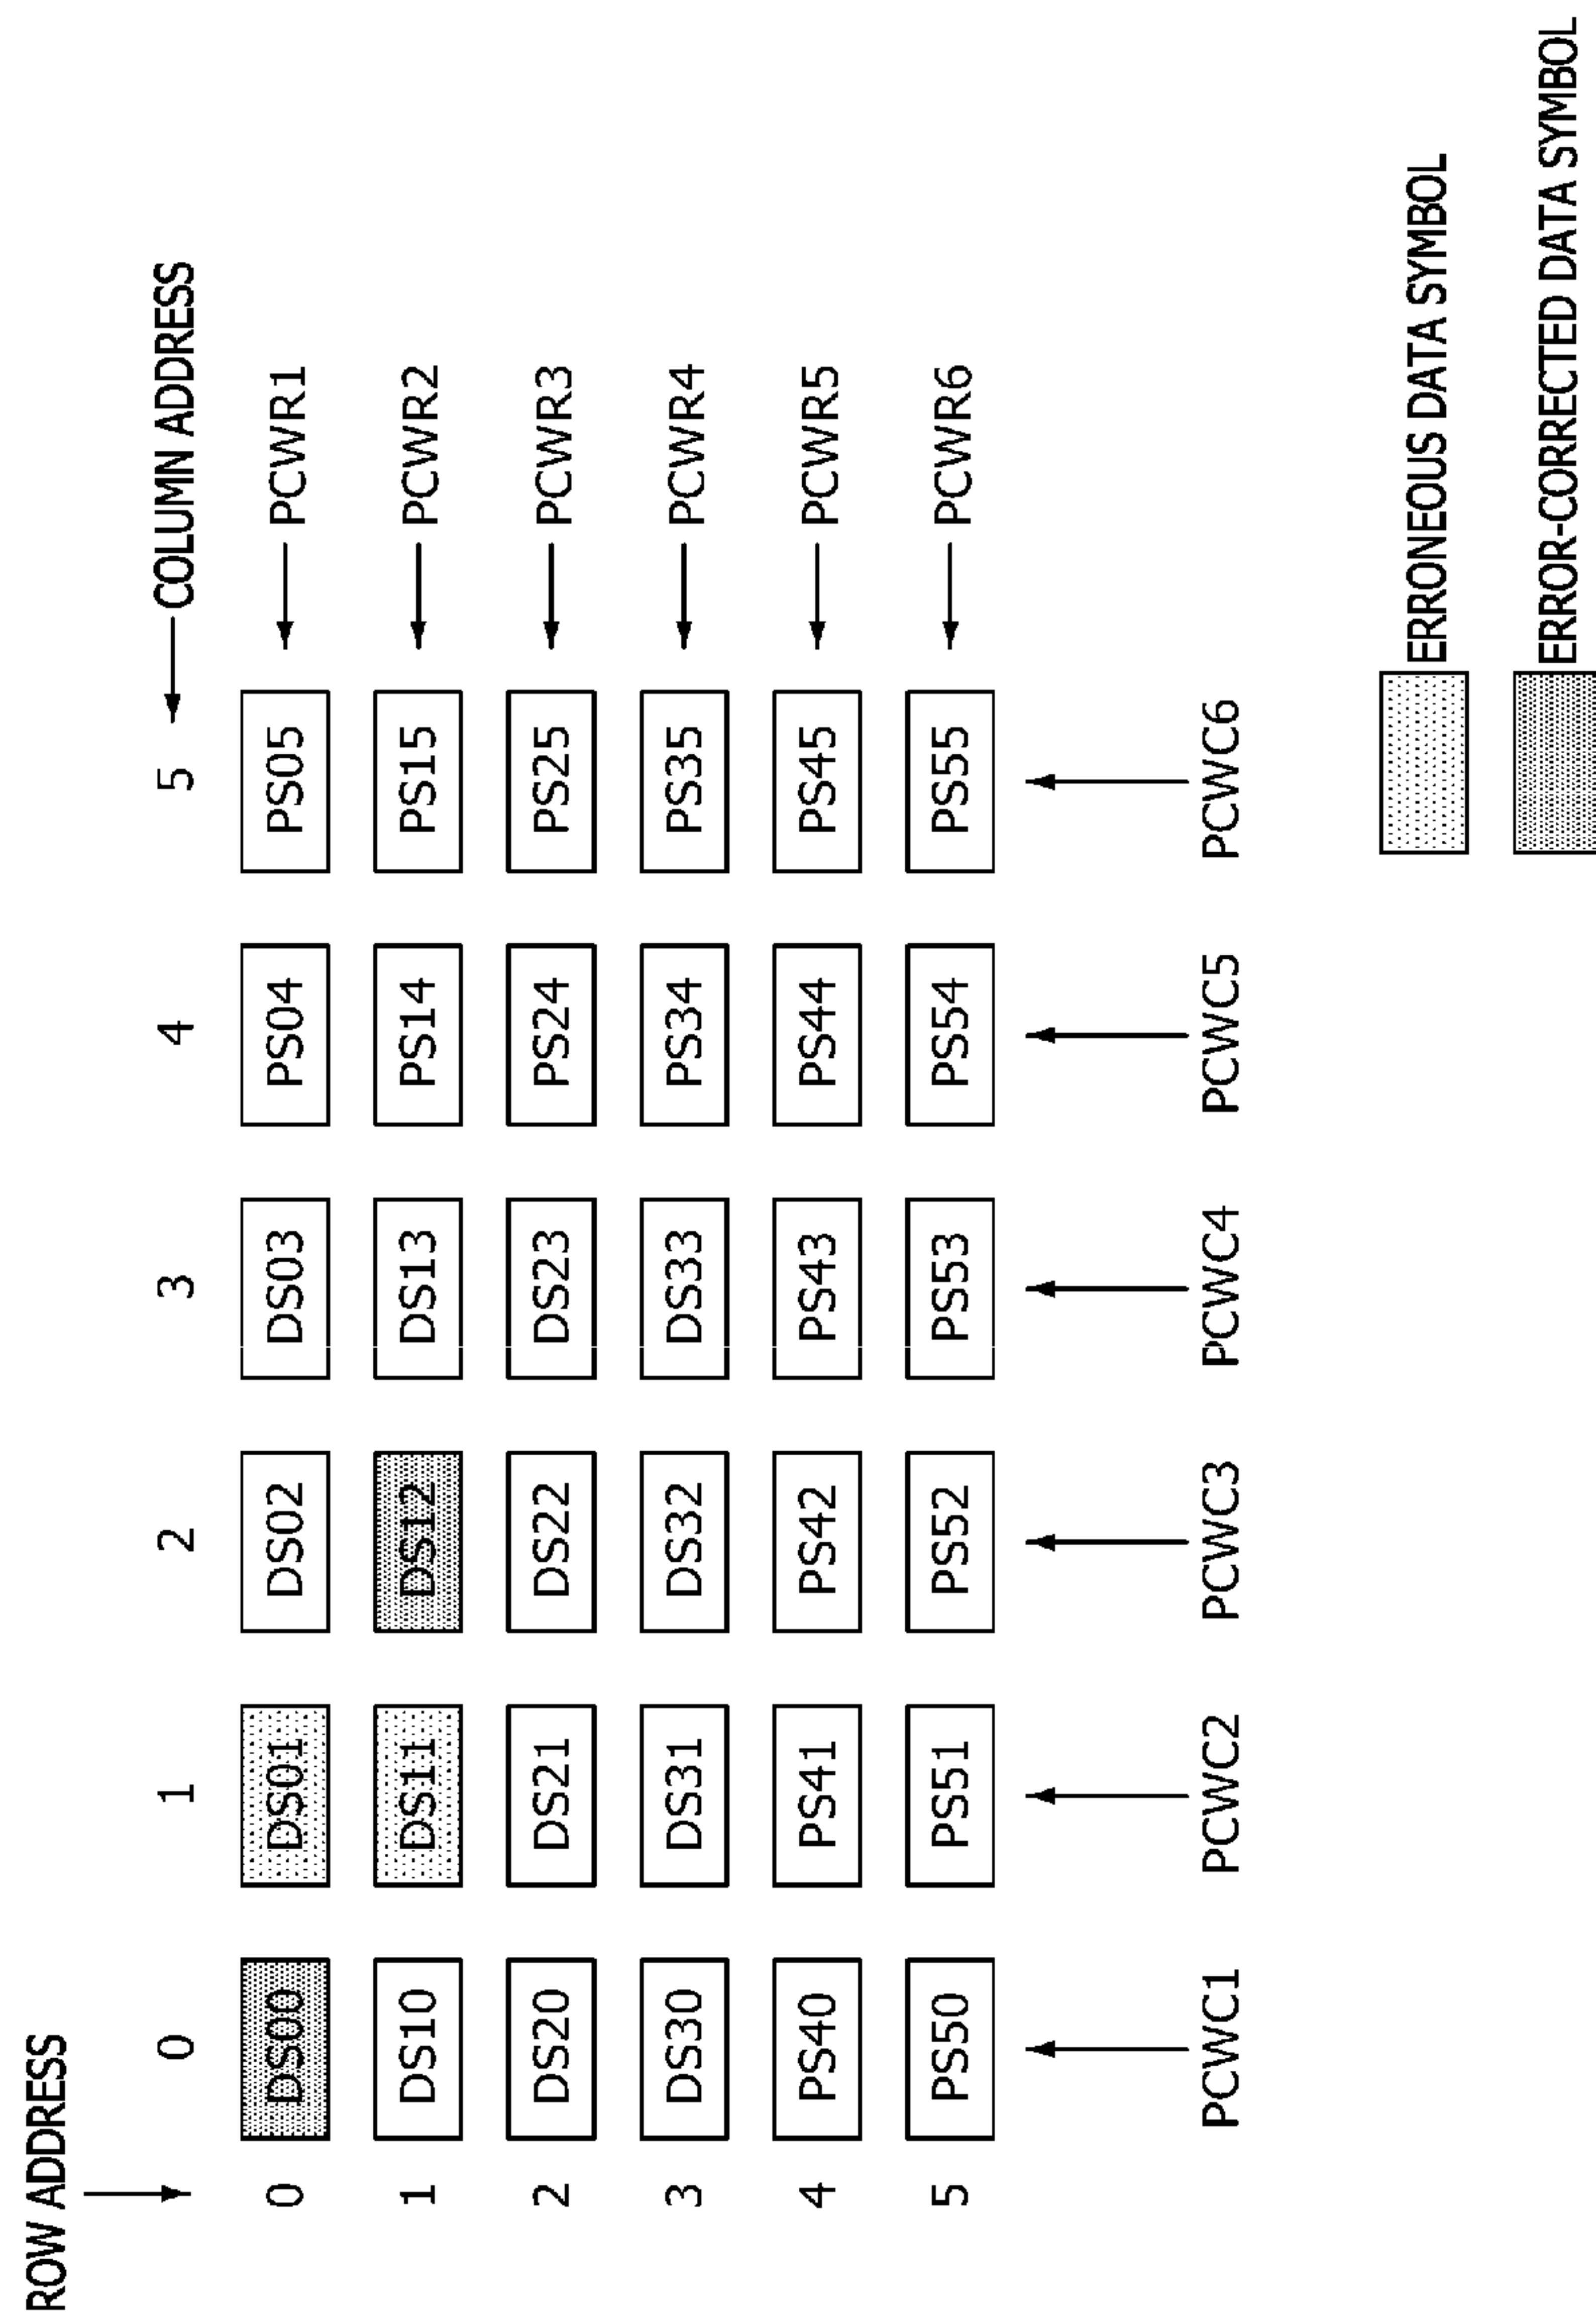 ROW ADDRESS
0 1 2 3 4 5 COLUMN ADDRESS
0 DS00 DS01 DS02 DS03 PS04 PS05 PCWR1
1 DS10 DS11 DS12 DS13 PS14 PS15 PCWR2
2 DS20 DS21 DS22 DS23 PS24 PS25 PCWR3
3 DS30 DS31 DS32 DS33 PS34 PS35 PCWR4
4 PS40 PS41 PS42 PS43 PS44 PS45 PCWR5
5 PS50 PS51 PS52 PS53 PS54 PS55 PCWR6
PCWC1 PCWC2 PCWC3 PCWC4 PCWC5 PCWC6
ERRONEOUS DATA SYMBOL
ERROR-CORRECTED DATA SYMBOL